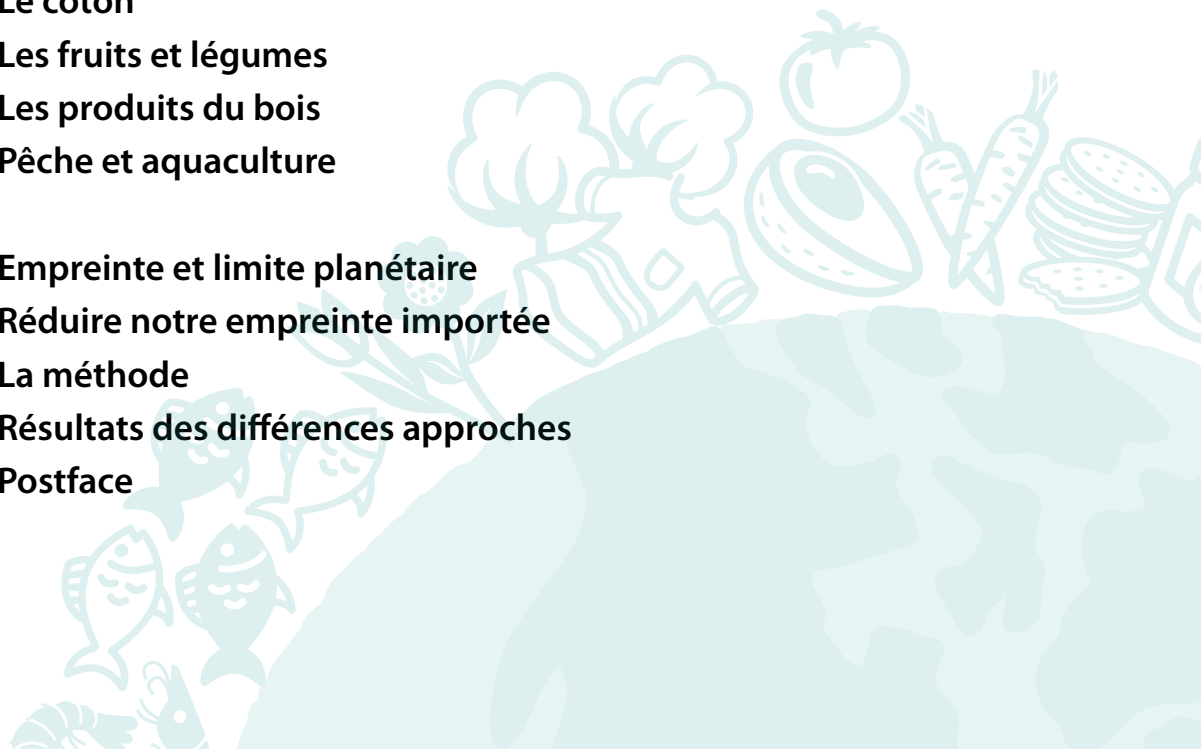 Le coton
Les fruits et légumes
Les produits du bois
Pêche et aquaculture
Empreinte et limite planétaire
Réduire notre empreinte importée
La méthode
Résultats des différences approches
Postface